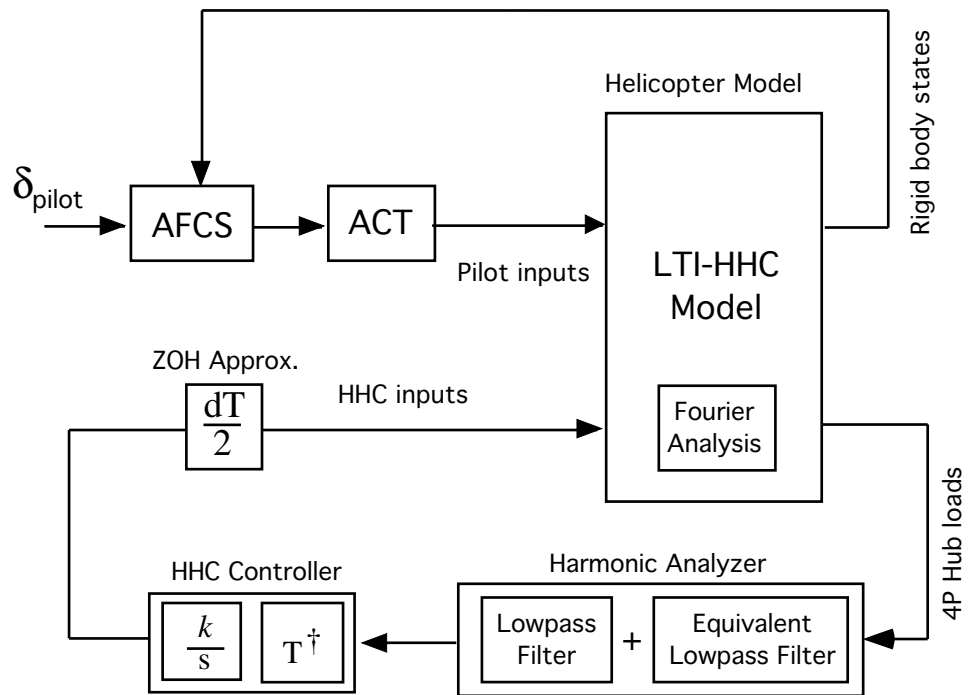 Helicopter Model
Rigid body states
δpilot
AFCS
ACT
Pilot inputs
LTI-HHC
Model
ZOH Approx.
dT
2
HHC inputs
Fourier
Analysis
4P Hub loads
HHC Controller
k
s
T†
Harmonic Analyzer
Lowpass
Filter
+
Equivalent
Lowpass Filter